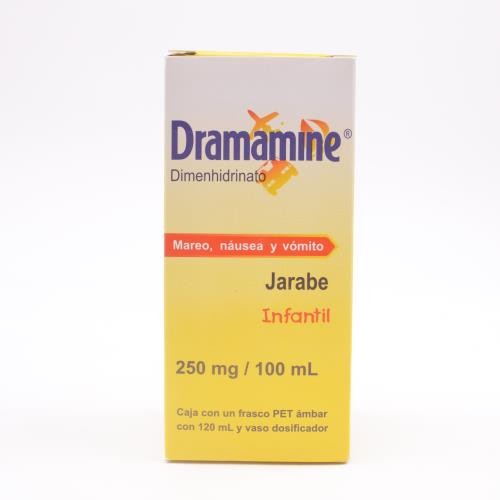 Dramamine®
Dimenhidrinato
Mareo, náusea y vómito
Jarabe
Infantil
250 mg / 100 mL
Caja con un frasco PET ámbar
con 120 mL y vaso dosificador